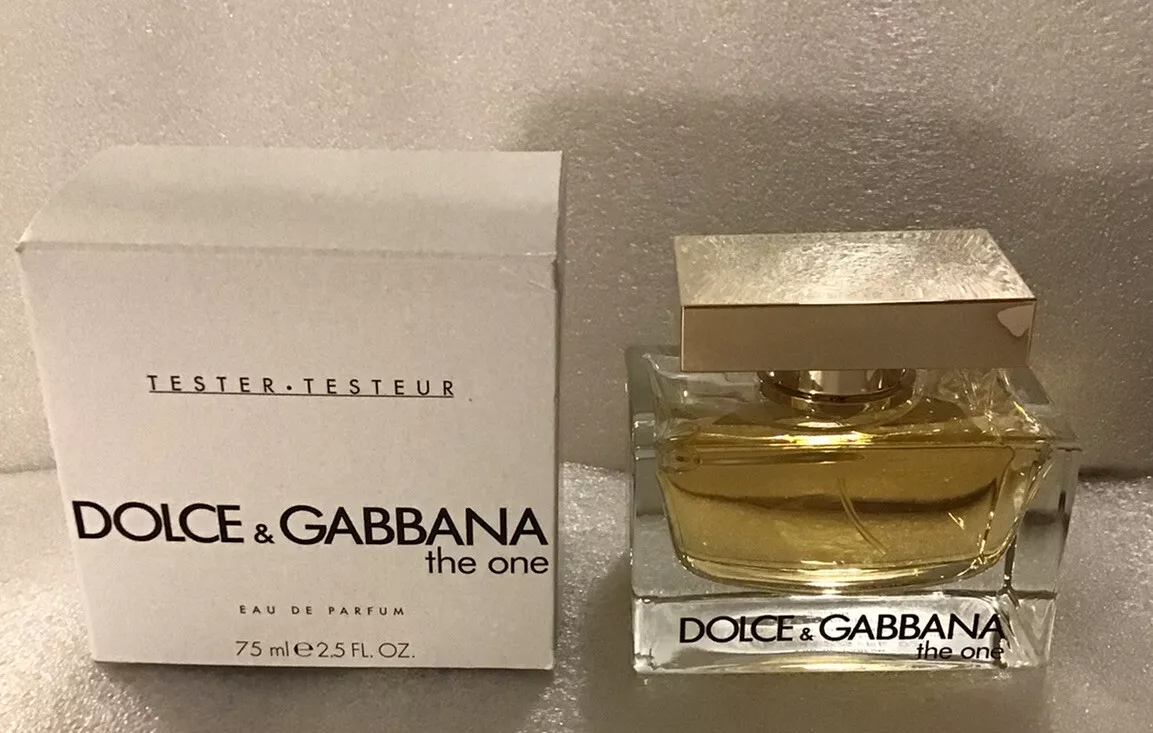 TESTER・TESTEUR
DOLCE & GABBANA
the one
EAU DE PARFUM
75 ml ℮ 2.5 FL. OZ.
DOLCE & GABBANA
the one